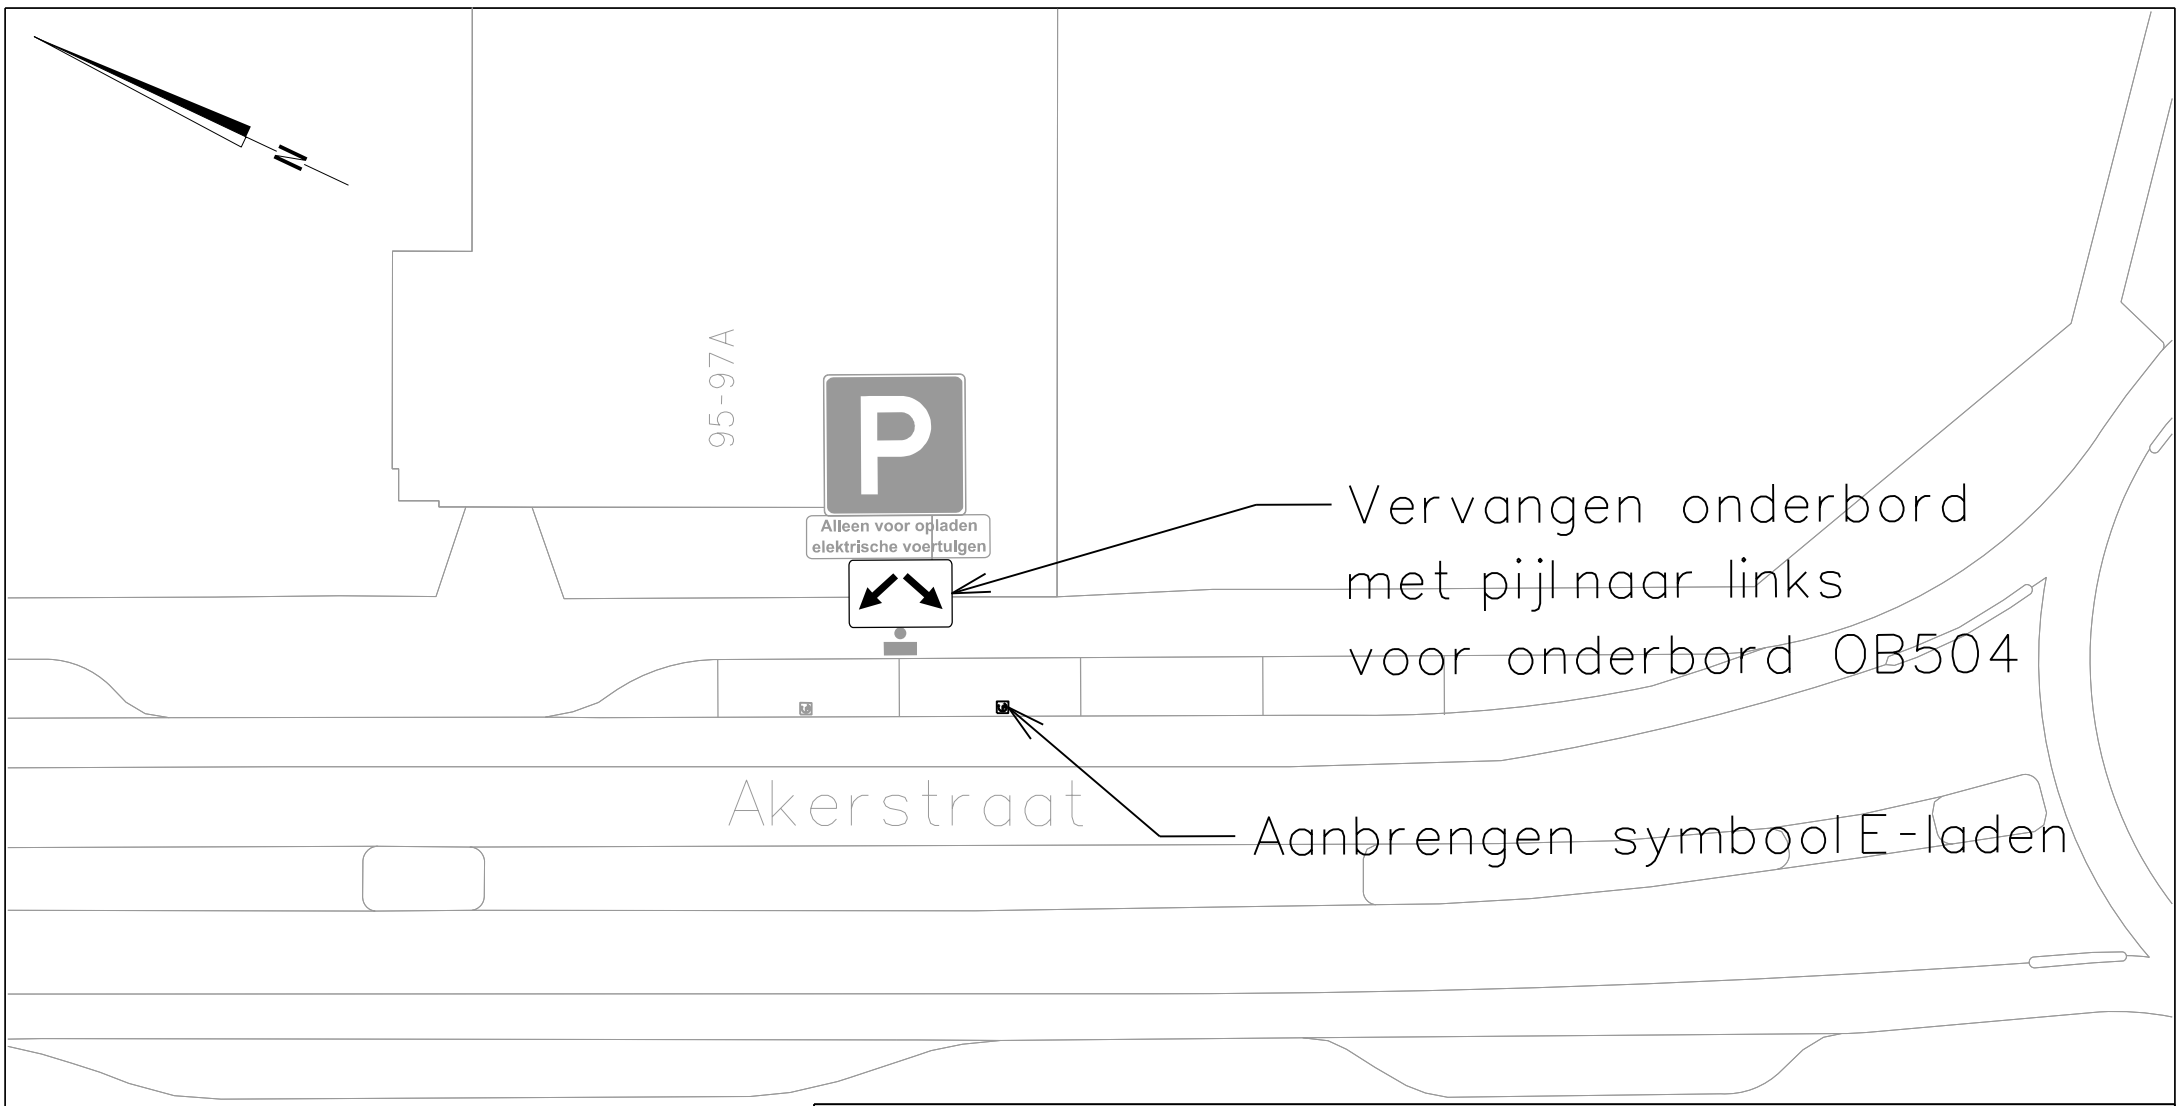 N
95-97A
P
Alleen voor opladen
elektrische voertuigen
Vervangen onderbord
met pijl naar links
voor onderbord OB504
Akerstraat
Aanbrengen symbool E-laden